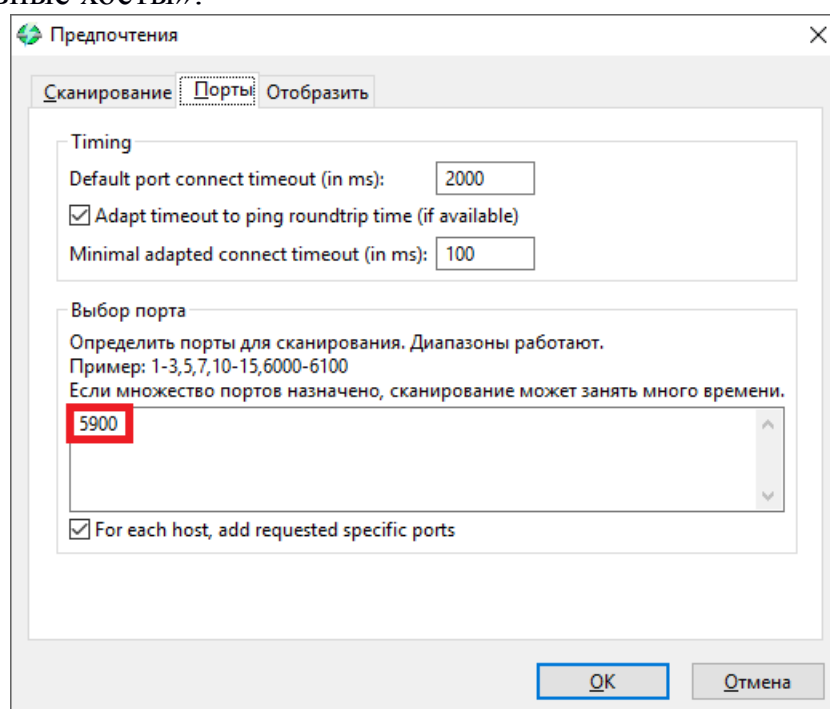 хосты».
Предпочтения
Сканирование Порты Отобразить
Timing
Default port connect timeout (in ms): 2000
Adapt timeout to ping roundtrip time (if available)
Minimal adapted connect timeout (in ms): 100
Выбор порта
Определить порты для сканирования. Диапазоны работают.
Пример: 1-3,5,7,10-15,6000-6100
Если множество портов назначено, сканирование может занять много времени.
5900
For each host, add requested specific ports
OK Отмена